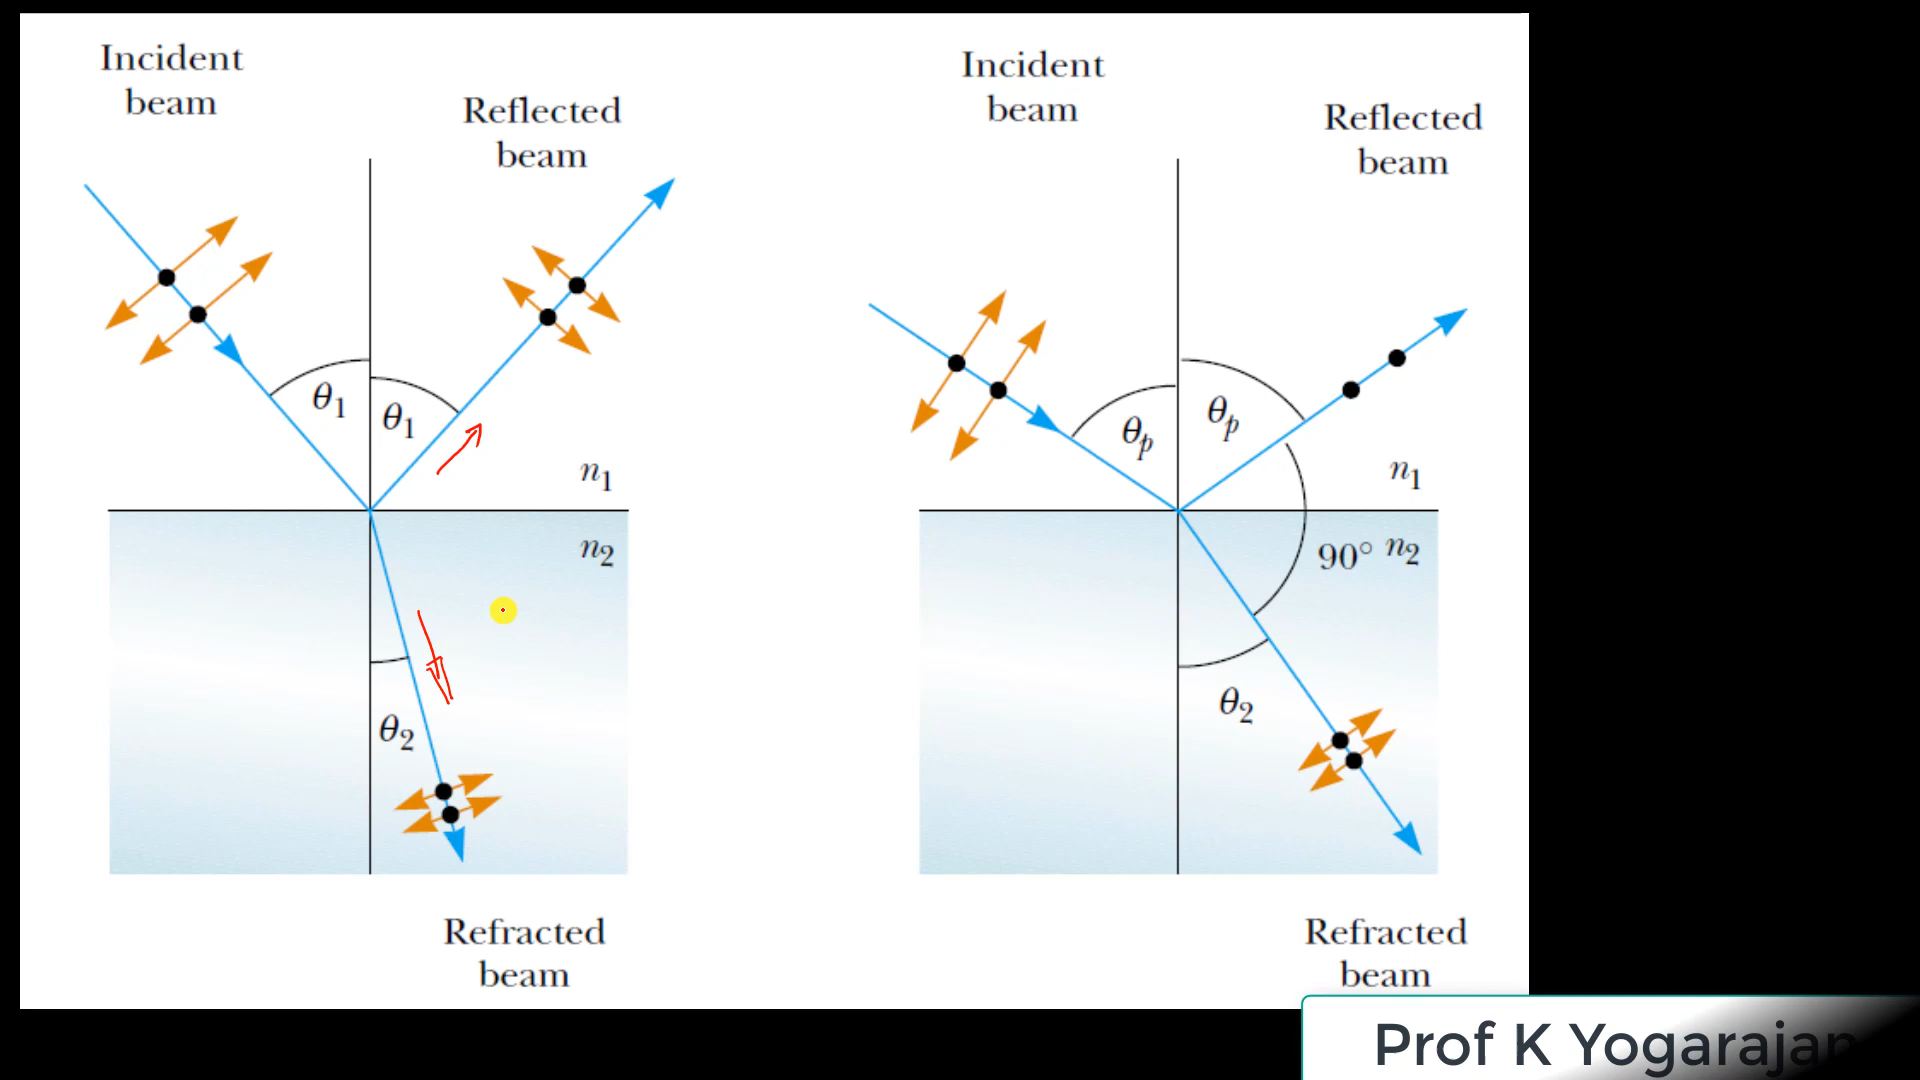 Incident
beam
Reflected
beam
θ1
θ1
n1
n2
θ2
Refracted
beam
Incident
beam
Reflected
beam
θp
θp
n1
90° n2
θ2
Refracted
beam
Prof K Yogarajan